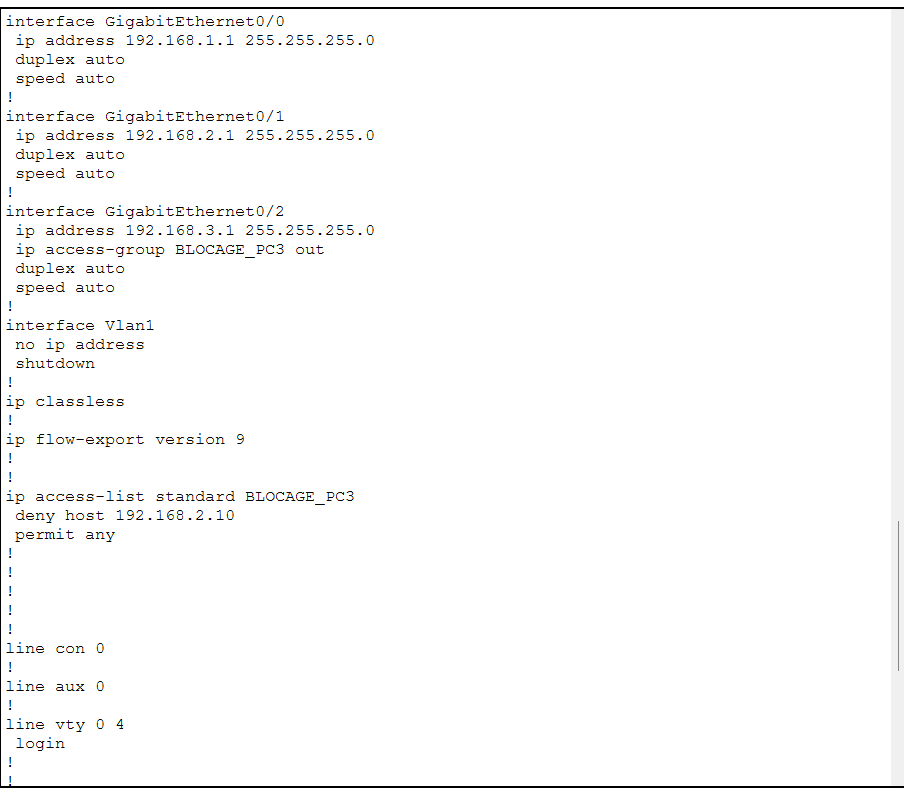 interface GigabitEthernet0/0
 ip address 192.168.1.1 255.255.255.0
 duplex auto
 speed auto
!
interface GigabitEthernet0/1
 ip address 192.168.2.1 255.255.255.0
 duplex auto
 speed auto
!
interface GigabitEthernet0/2
 ip address 192.168.3.1 255.255.255.0
 ip access-group BLOCAGE_PC3 out
 duplex auto
 speed auto
!
interface Vlan1
 no ip address
 shutdown
!
ip classless
!
ip flow-export version 9
!
!
ip access-list standard BLOCAGE_PC3
 deny host 192.168.2.10
 permit any
!
!
!
!
!
line con 0
!
line aux 0
!
line vty 0 4
 login
!
!